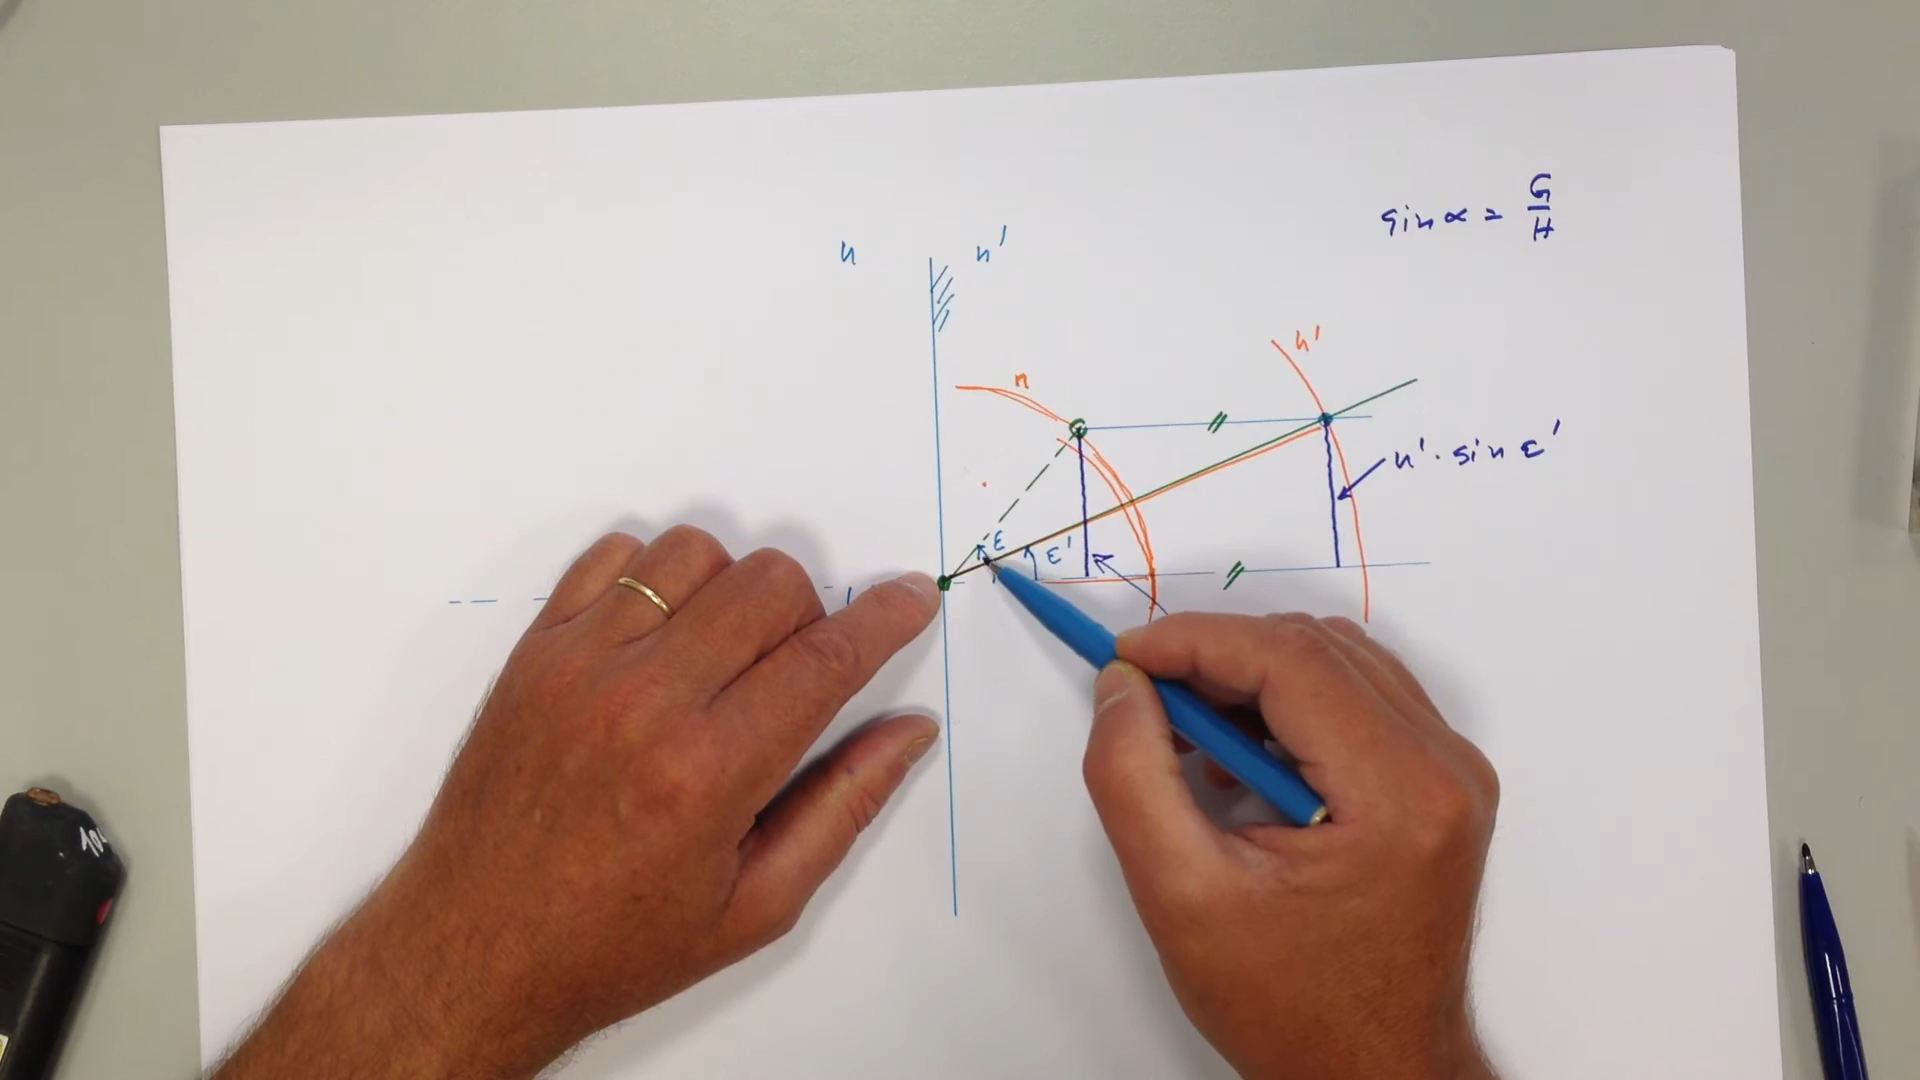 sin α = G/H
n n'
n'
n
n' · sin ε'
ε
ε'